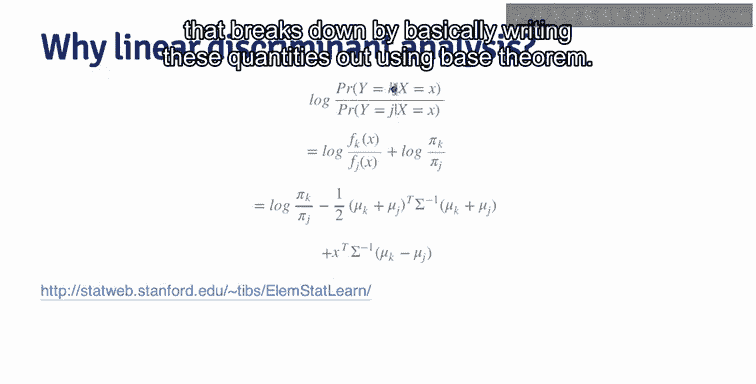 that breaks down by basically writing
these quantities out using base theorem.
Why linear discriminant analysis?
log Pr(Y = k|X = x) / Pr(Y = j|X = x)
= log f_k(x) / f_j(x) + log π_k / π_j
= log π_k / π_j − 1/2 (μ_k + μ_j)^T Σ^−1 (μ_k + μ_j)
+x^T Σ^−1 (μ_k − μ_j)
http://statweb.stanford.edu/~tibs/ElemStatLearn/